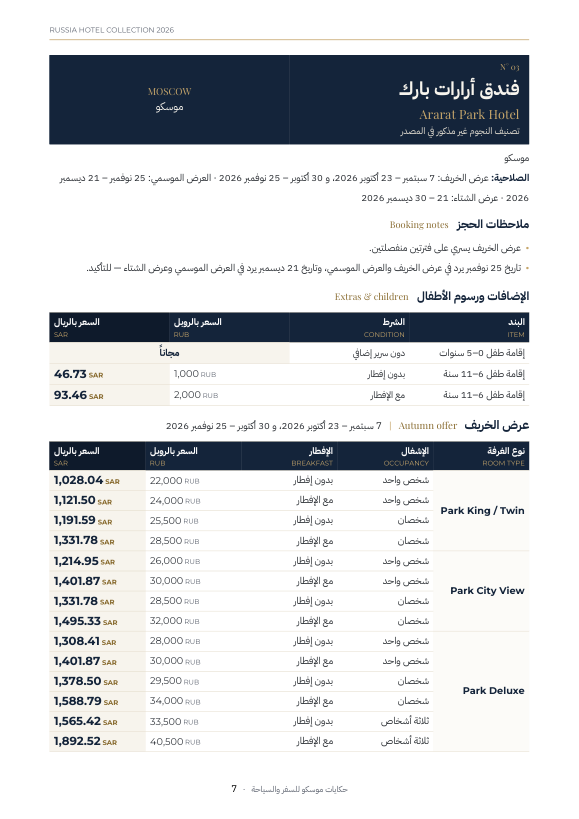 RUSSIA HOTEL COLLECTION 2026
N° 03
فندق أرارات بارك
Ararat Park Hotel
تصنيف النجوم غير مذكور في المصدر
MOSCOW
موسكو
موسكو
الصلاحية: عرض الخريف: 7 سبتمبر – 23 أكتوبر 2026، و 30 أكتوبر – 25 نوفمبر 2026 · العرض الموسمي: 25 نوفمبر – 21 ديسمبر
2026 · عرض الشتاء: 21 – 30 ديسمبر 2026
ملاحظات الحجز Booking notes
• عرض الخريف يسري على فترتين منفصلتين.
• تاريخ 25 نوفمبر يرد في عرض الخريف والعرض الموسمي، وتاريخ 21 ديسمبر يرد في العرض الموسمي وعرض الشتاء — للتأكيد.
الإضافات ورسوم الأطفال Extras & children
البند الشرط السعر بالروبل السعر بالريال
ITEM CONDITION RUB SAR
إقامة طفل 0–5 سنوات دون سرير إضافي مجاناً
إقامة طفل 6–11 سنة بدون إفطار 1,000 RUB 46.73 SAR
إقامة طفل 6–11 سنة مع الإفطار 2,000 RUB 93.46 SAR
عرض الخريف Autumn offer | 7 سبتمبر – 23 أكتوبر 2026، و 30 أكتوبر – 25 نوفمبر 2026
نوع الغرفة الإشغال الإفطار السعر بالروبل السعر بالريال
ROOM TYPE OCCUPANCY BREAKFAST RUB SAR
Park King / Twin
شخص واحد بدون إفطار 22,000 RUB 1,028.04 SAR
شخص واحد مع الإفطار 24,000 RUB 1,121.50 SAR
شخصان بدون إفطار 25,500 RUB 1,191.59 SAR
شخصان مع الإفطار 28,500 RUB 1,331.78 SAR
Park City View
شخص واحد بدون إفطار 26,000 RUB 1,214.95 SAR
شخص واحد مع الإفطار 30,000 RUB 1,401.87 SAR
شخصان بدون إفطار 28,500 RUB 1,331.78 SAR
شخصان مع الإفطار 32,000 RUB 1,495.33 SAR
Park Deluxe
شخص واحد بدون إفطار 28,000 RUB 1,308.41 SAR
شخص واحد مع الإفطار 30,000 RUB 1,401.87 SAR
شخصان بدون إفطار 29,500 RUB 1,378.50 SAR
شخصان مع الإفطار 34,000 RUB 1,588.79 SAR
ثلاثة أشخاص بدون إفطار 33,500 RUB 1,565.42 SAR
ثلاثة أشخاص مع الإفطار 40,500 RUB 1,892.52 SAR
حكايات موسكو للسفر والسياحة · 7